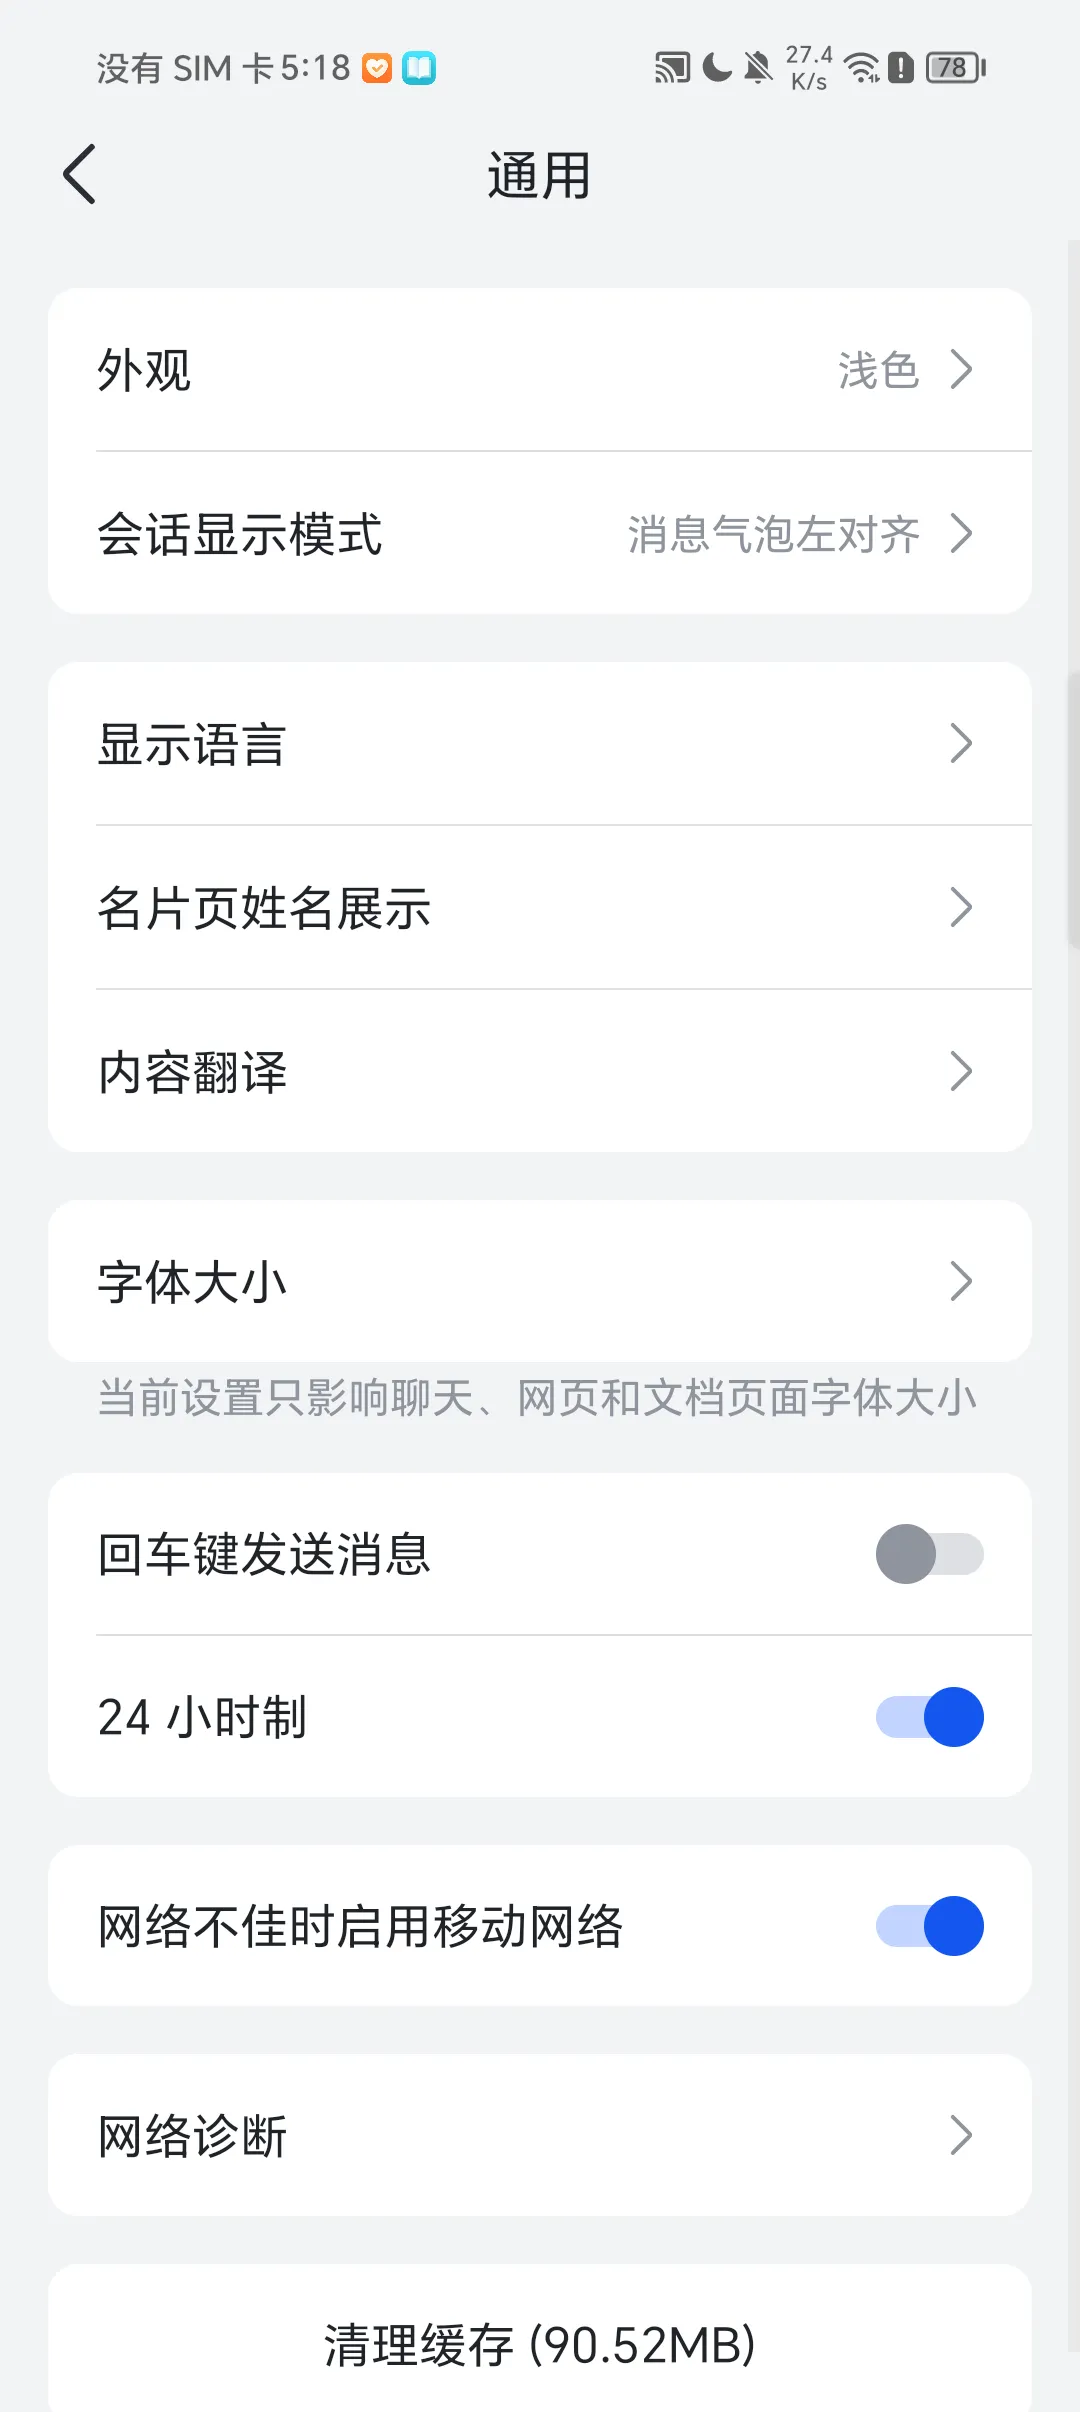 没有 SIM 卡 5:18 27.4 K/s 78
通用
外观 浅色
会话显示模式 消息气泡左对齐
显示语言
名片页姓名展示
内容翻译
字体大小
当前设置只影响聊天、网页和文档页面字体大小
回车键发送消息
24 小时制
网络不佳时启用移动网络
网络诊断
清理缓存 (90.52MB)